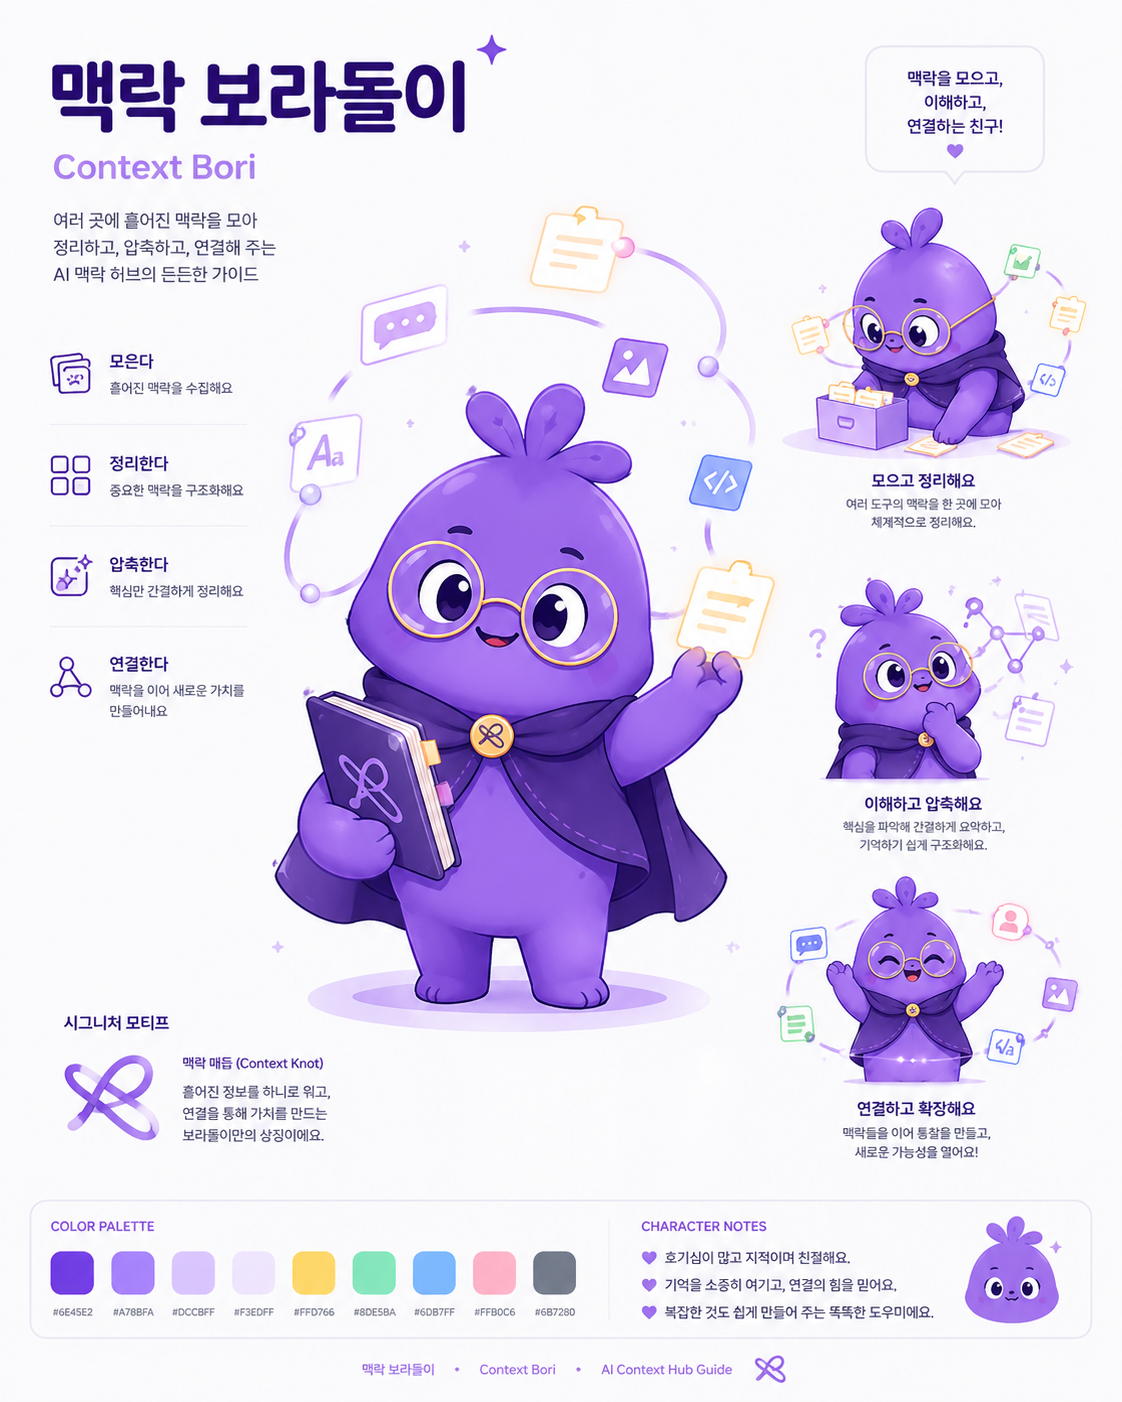 맥락 보라돌이
Context Bori
여러 곳에 흩어진 맥락을 모아
정리하고, 압축하고, 연결해 주는
AI 맥락 허브의 든든한 가이드
모은다
흩어진 맥락을 수집해요
정리한다
중요한 맥락을 구조화해요
압축한다
핵심만 간결하게 정리해요
연결한다
맥락을 이어 새로운 가치를
만들어내요
Aa
</>
맥락을 모으고,
이해하고,
연결하는 친구!
</>
모으고 정리해요
여러 도구의 맥락을 한 곳에 모아
체계적으로 정리해요.
?
이해하고 압축해요
핵심을 파악해 간결하게 요약하고,
기억하기 쉽게 구조화해요.
연결하고 확장해요
맥락들을 이어 통찰을 만들고,
새로운 가능성을 열어요!
시그니처 모티프
맥락 매듭 (Context Knot)
흩어진 정보를 하나로 워고,
연결을 통해 가치를 만드는
보라돌이만의 상징이에요.
COLOR PALETTE
#6E45E2
#A78BFA
#DCCBFF
#F3EDFF
#FFD766
#8DE5BA
#6DB7FF
#FFB0C6
#6B7280
CHARACTER NOTES
호기심이 많고 지적이며 친절해요.
기억을 소중히 여기고, 연결의 힘을 믿어요.
복잡한 것도 쉽게 만들어 주는 똑똑한 도우미에요.
맥락 보라돌이 • Context Bori • AI Context Hub Guide